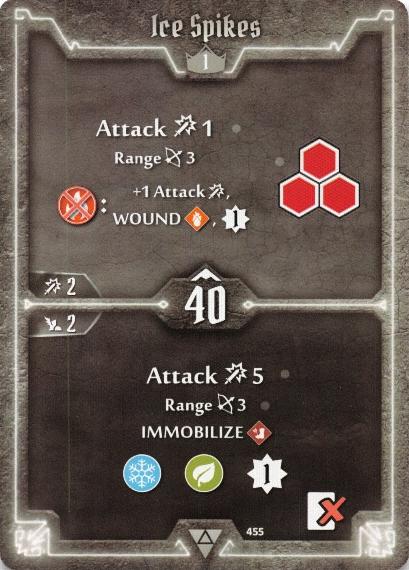 Ice Spikes
1
Attack 1
Range 3
: +1 Attack,
WOUND , 1
2
40
2
Attack 5
Range 3
IMMOBILIZE
1
455